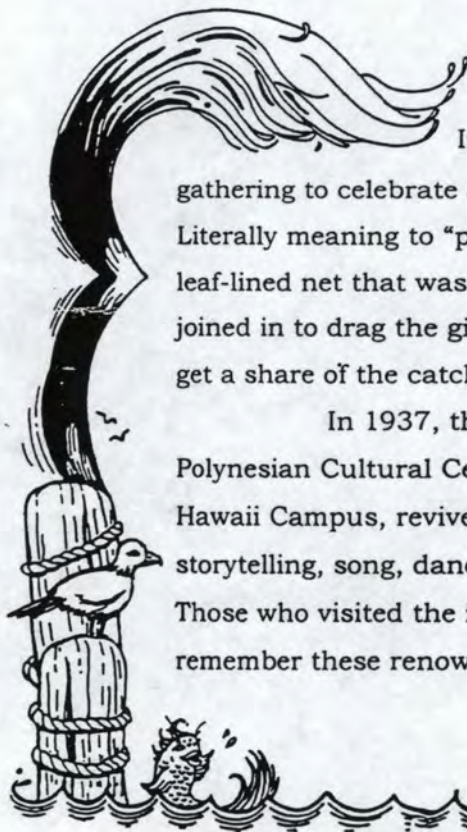 gathering to celebrate
Literally meaning to “p
leaf-lined net that was
joined in to drag the gi
get a share of the catch
In 1937, th
Polynesian Cultural Ce
Hawaii Campus, revive
storytelling, song, danc
Those who visited the
remember these renow